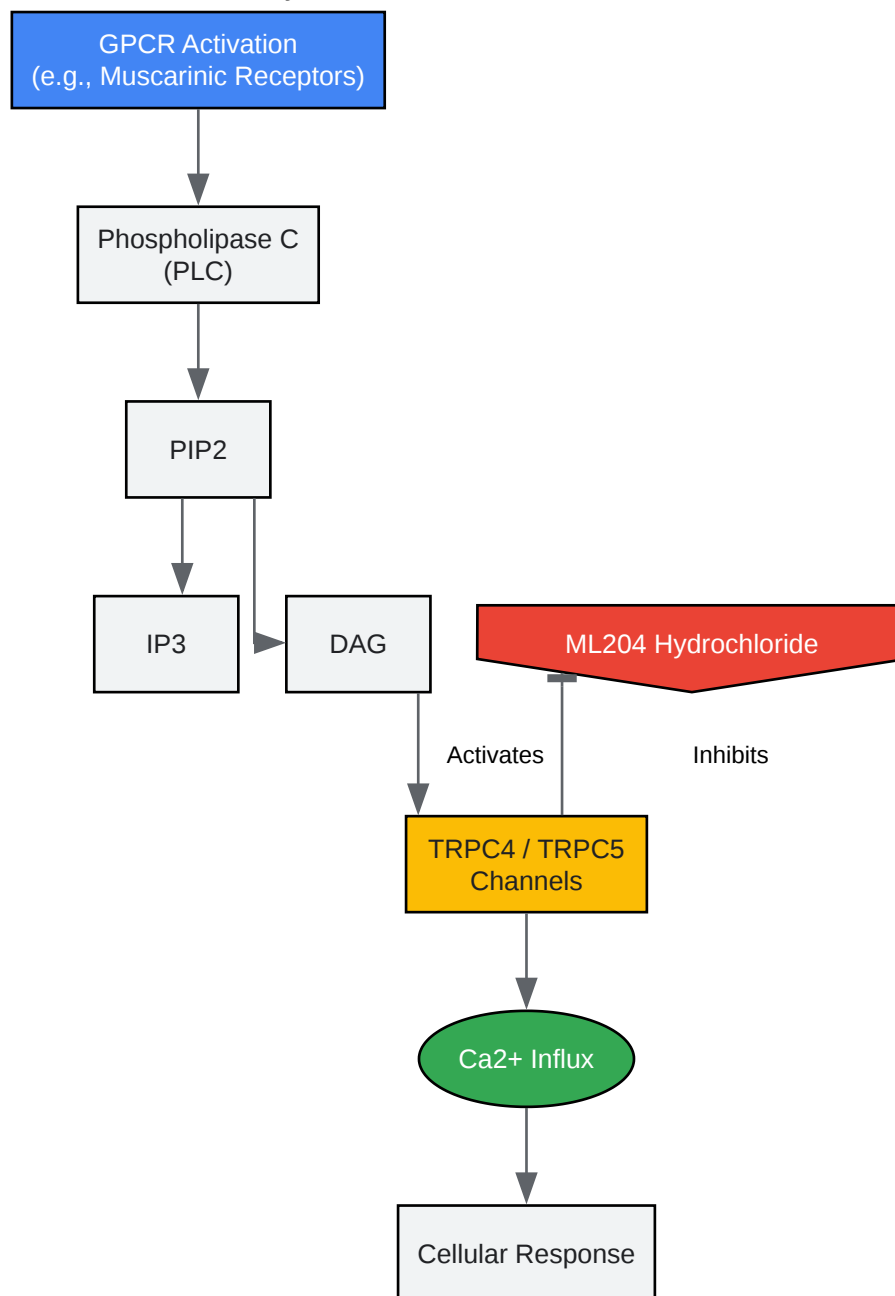 GPCR Activation
(e.g., Muscarinic Receptors)
Phospholipase C
(PLC)
PIP2
IP3
DAG
ML204 Hydrochloride
Activates
Inhibits
TRPC4 / TRPC5
Channels
Ca2+ Influx
Cellular Response